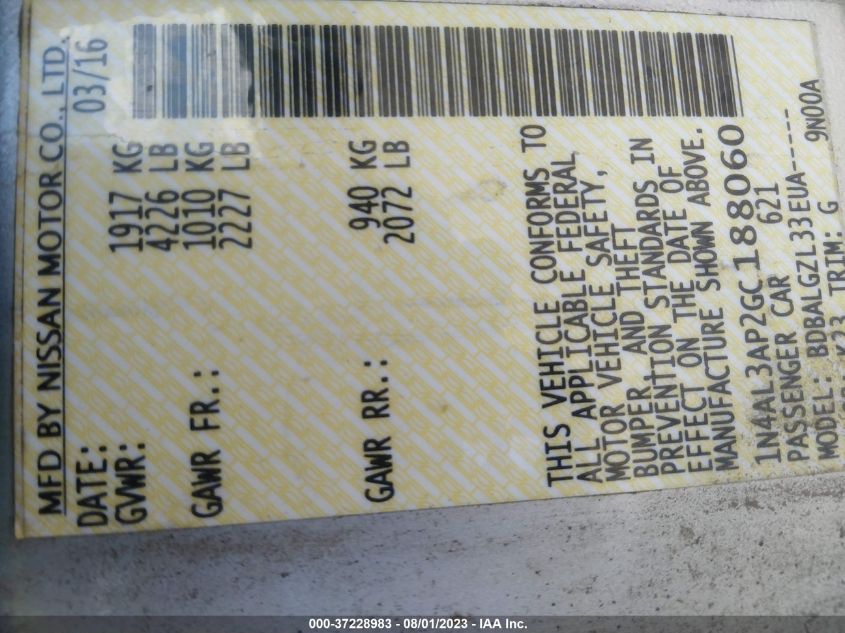 MFD BY NISSAN MOTOR CO., LTD.
DATE: 03/16
GVWR: 1917 KG
4226 LB
GAWR FR.: 1010 KG
2227 LB
GAWR RR.: 940 KG
2072 LB
THIS VEHICLE CONFORMS TO
ALL APPLICABLE FEDERAL
MOTOR VEHICLE SAFETY,
BUMPER, AND THEFT
PREVENTION STANDARDS IN
EFFECT ON THE DATE OF
MANUFACTURE SHOWN ABOVE.
1N4AL3AP2GC188060
PASSENGER CAR 621
MODEL: BDBALGZL33EUA-----
K23 TRIM: G 9N00A
000-37228983 - 08/01/2023 - IAA Inc.